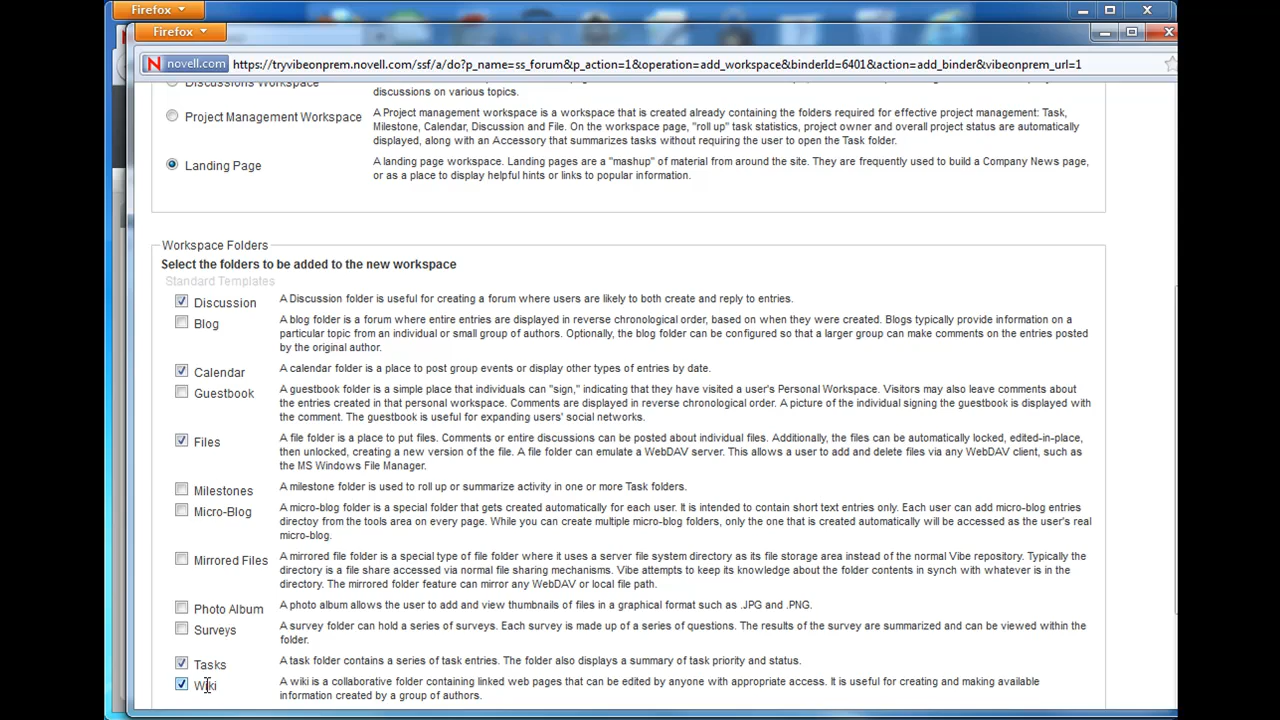 Firefox
Firefox
N novell.com https://tryvibeonprem.novell.com/ssf/a/do?p_name=ss_forum&p_action=1&operation=add_workspace&binderId=6401&action=add_binder&vibeonprem_url=1
Discussions Workspace
discussions on various topics.
Project Management Workspace
A Project management workspace is a workspace that is created already containing the folders required for effective project management: Task,
Milestone, Calendar, Discussion and File. On the workspace page, "roll up" task statistics, project owner and overall project status are automatically
displayed, along with an Accessory that summarizes tasks without requiring the user to open the Task folder.
Landing Page
A landing page workspace. Landing pages are a "mashup" of material from around the site. They are frequently used to build a Company News page,
or as a place to display helpful hints or links to popular information.
Workspace Folders
Select the folders to be added to the new workspace
Standard Templates
Discussion
A Discussion folder is useful for creating a forum where users are likely to both create and reply to entries.
Blog
A blog folder is a forum where entire entries are displayed in reverse chronological order, based on when they were created. Blogs typically provide information on a
particular topic from an individual or small group of authors. Optionally, the blog folder can be configured so that a larger group can make comments on the entries posted
by the original author.
Calendar
A calendar folder is a place to post group events or display other types of entries by date.
Guestbook
A guestbook folder is a simple place that individuals can "sign," indicating that they have visited a user's Personal Workspace. Visitors may also leave comments about
the entries created in that personal workspace. Comments are displayed in reverse chronological order. A picture of the individual signing the guestbook is displayed with
the comment. The guestbook is useful for expanding users' social networks.
Files
A file folder is a place to put files. Comments or entire discussions can be posted about individual files. Additionally, the files can be automatically locked, edited-in-place,
then unlocked, creating a new version of the file. A file folder can emulate a WebDAV server. This allows a user to add and delete files via any WebDAV client, such as
the MS Windows File Manager.
Milestones
A milestone folder is used to roll up or summarize activity in one or more Task folders.
Micro-Blog
A micro-blog folder is a special folder that gets created automatically for each user. It is intended to contain short text entries only. Each user can add micro-blog entries
directoy from the tools area on every page. While you can create multiple micro-blog folders, only the one that is created automatically will be accessed as the user's real
micro-blog.
Mirrored Files
A mirrored file folder is a special type of file folder where it uses a server file system directory as its file storage area instead of the normal Vibe repository. Typically the
directory is a file share accessed via normal file sharing mechanisms. Vibe attempts to keep its knowledge about the folder contents in synch with whatever is in the
directory. The mirrored folder feature can mirror any WebDAV or local file path.
Photo Album
A photo album allows the user to add and view thumbnails of files in a graphical format such as .JPG and .PNG.
Surveys
A survey folder can hold a series of surveys. Each survey is made up of a series of questions. The results of the survey are summarized and can be viewed within the
folder.
Tasks
A task folder contains a series of task entries. The folder also displays a summary of task priority and status.
Wiki
A wiki is a collaborative folder containing linked web pages that can be edited by anyone with appropriate access. It is useful for creating and making available
information created by a group of authors.